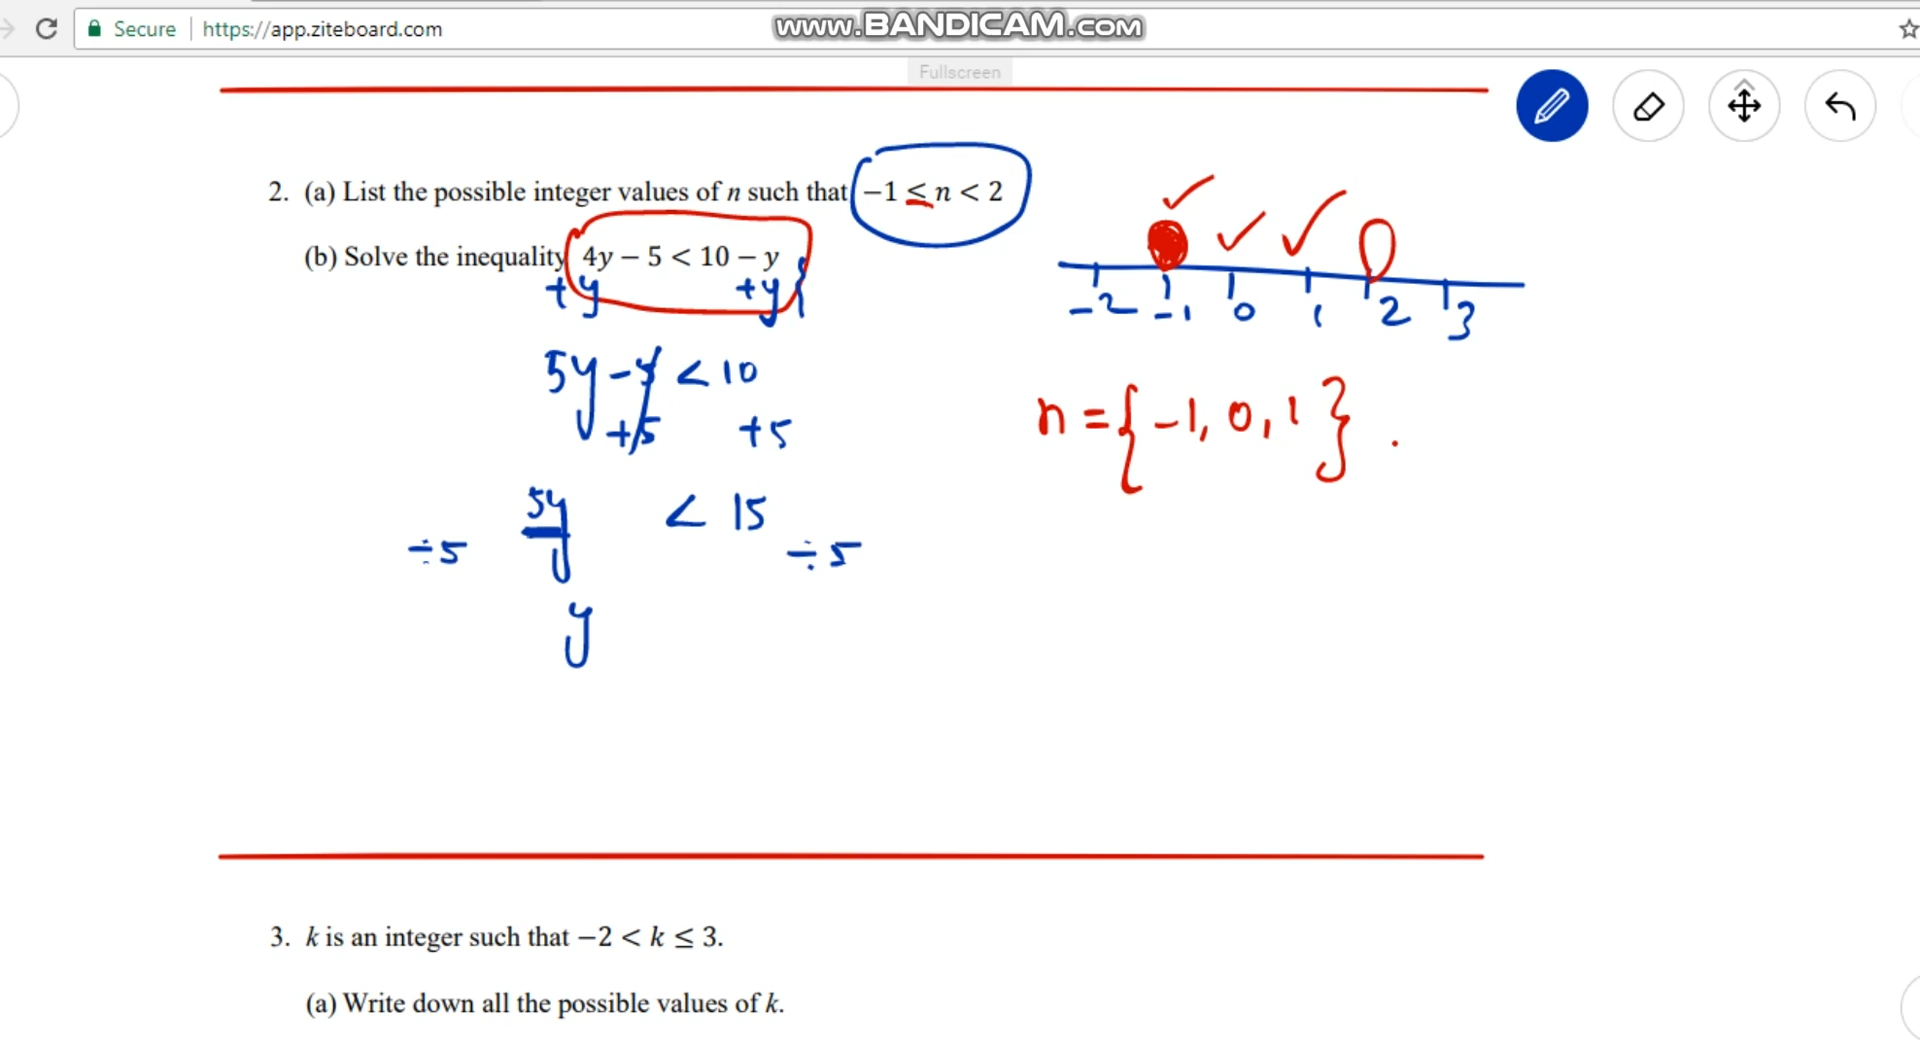 Secure | https://app.ziteboard.com
www.BANDICAM.com
Fullscreen
2. (a) List the possible integer values of n such that −1 ≤ n < 2
(b) Solve the inequality 4y − 5 < 10 − y
+y +y
5y − 5 < 10
+5 +5
5y < 15
÷5 ÷5
y
-2 -1 0 1 2 3
n = { -1, 0, 1 } .
3. k is an integer such that −2 < k ≤ 3.
(a) Write down all the possible values of k.